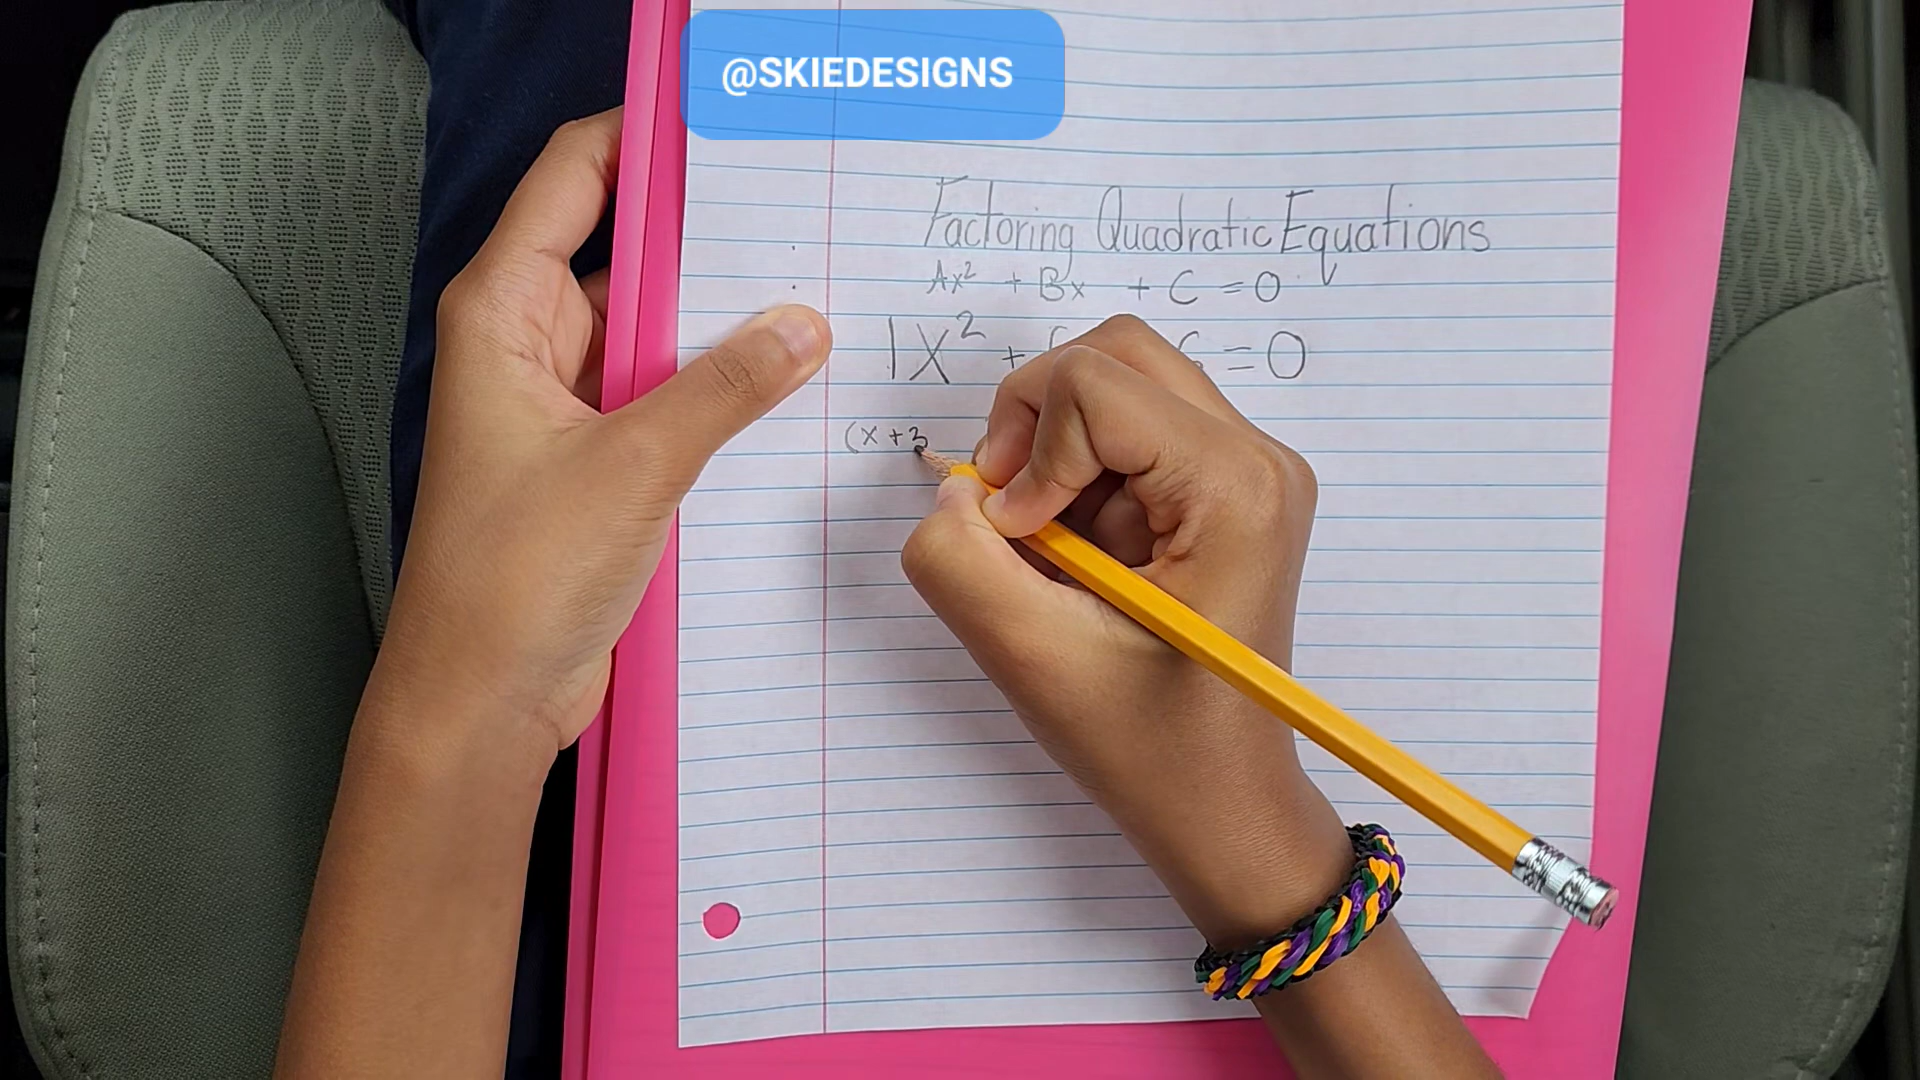 @SKIEDESIGNS
Factoring Quadratic Equations
Ax² + Bx + C = 0
1X² + = 0
(x + 3